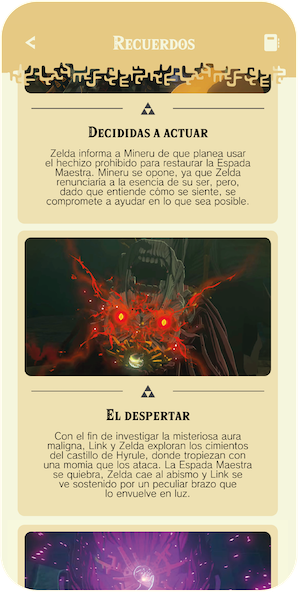 Recuerdos
Decididas a actuar
Zelda informa a Mineru de que planea usar
el hechizo prohibido para restaurar la Espada
Maestra. Mineru se opone, ya que Zelda
renunciaría a la esencia de su ser, pero,
dado que entiende cómo se siente, se
compromete a ayudar en lo que sea posible.
El despertar
Con el fin de investigar la misteriosa aura
maligna, Link y Zelda exploran los cimientos
del castillo de Hyrule, donde tropiezan con
una momia que los ataca. La Espada Maestra
se quiebra, Zelda cae al abismo y Link se
ve sostenido por un peculiar brazo que
lo envuelve en luz.